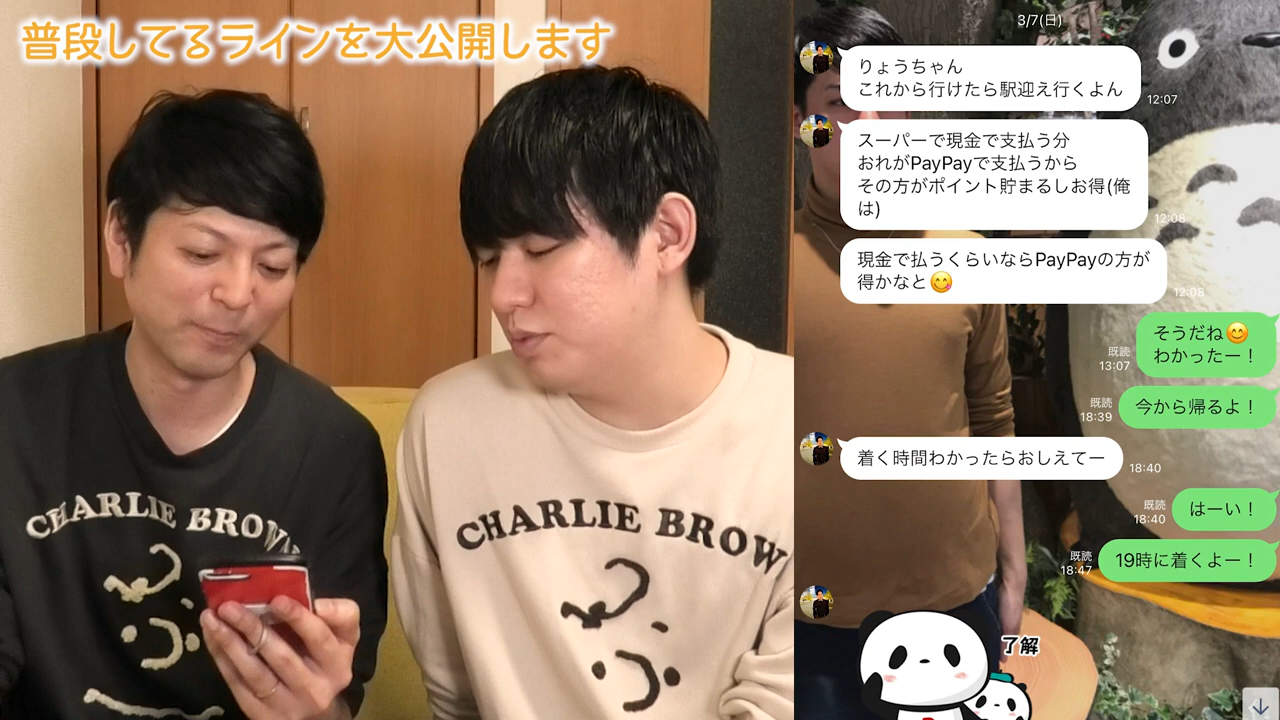 普段してるラインを大公開します
CHARLIE BROWN
CHARLIE BROW
3/7(日)
りょうちゃん
これから行けたら駅迎え行くよん
12:07
スーパーで現金で支払う分
おれがPayPayで支払うから
その方がポイント貯まるしお得(俺
は)
12:08
現金で払うくらいならPayPayの方が
得かなと😋
12:08
そうだね😊
わかったー!
既読
13:07
今から帰るよ!
既読
18:39
着く時間わかったらおしえてー
18:40
はーい!
既読
18:40
19時に着くよー!
既読
18:47
了解